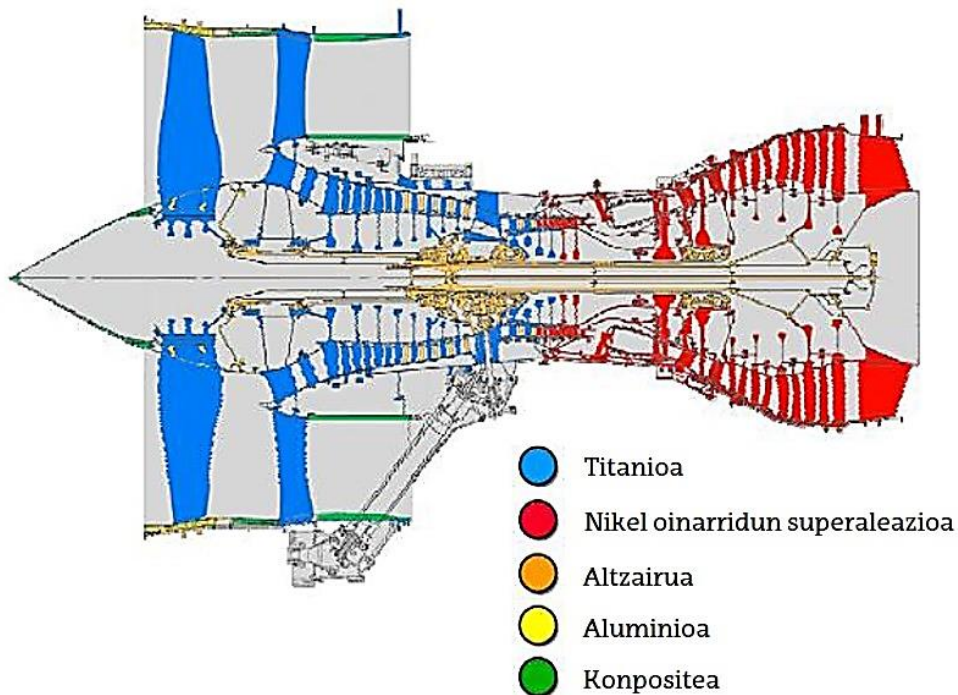 Titanioa
Nikel oinarridun superaleazioa
Altzairua
Aluminioa
Konpositea